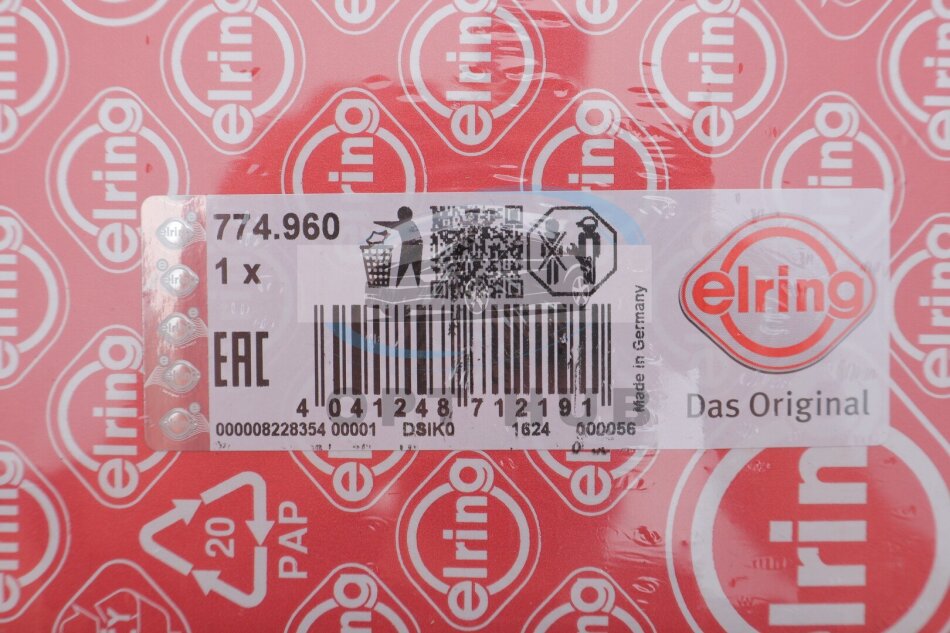 774.960
1 x
EAC
4 041248 712191
000008228354 00001 DSIK0 1624 000056
Made in Germany
elring
Das Original
20
PAP
elring